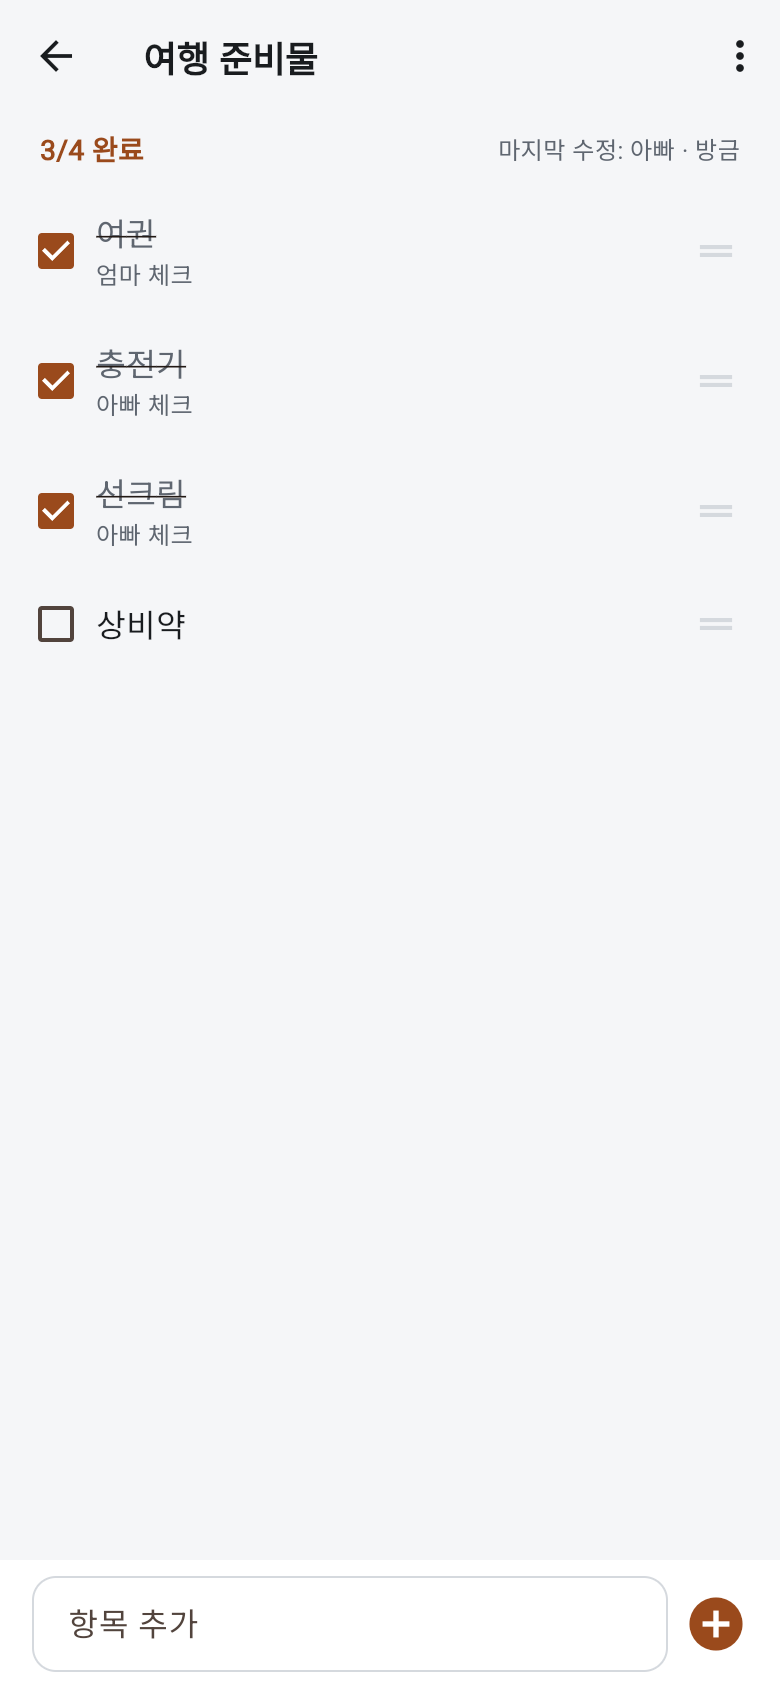 여행 준비물
3/4 완료
마지막 수정: 아빠 · 방금
여권
엄마 체크
충전기
아빠 체크
선크림
아빠 체크
상비약
항목 추가